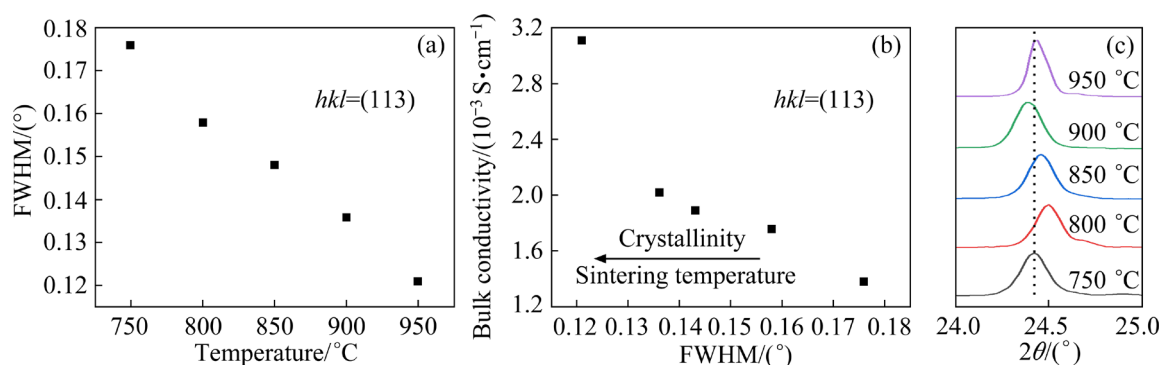 (a)
hkl=(113)
FWHM/(°)
0.18
0.17
0.16
0.15
0.14
0.13
0.12
750 800 850 900 950
Temperature/°C
(b)
hkl=(113)
Bulk conductivity/(10⁻³ S•cm⁻¹)
3.6
3.2
2.8
2.4
2.0
1.6
1.2
Crystallinity
Sintering temperature
0.12 0.13 0.14 0.15 0.16 0.17 0.18
FWHM/(°)
(c)
950 °C
900 °C
850 °C
800 °C
750 °C
24.0 24.5 25.0
2θ/(°)